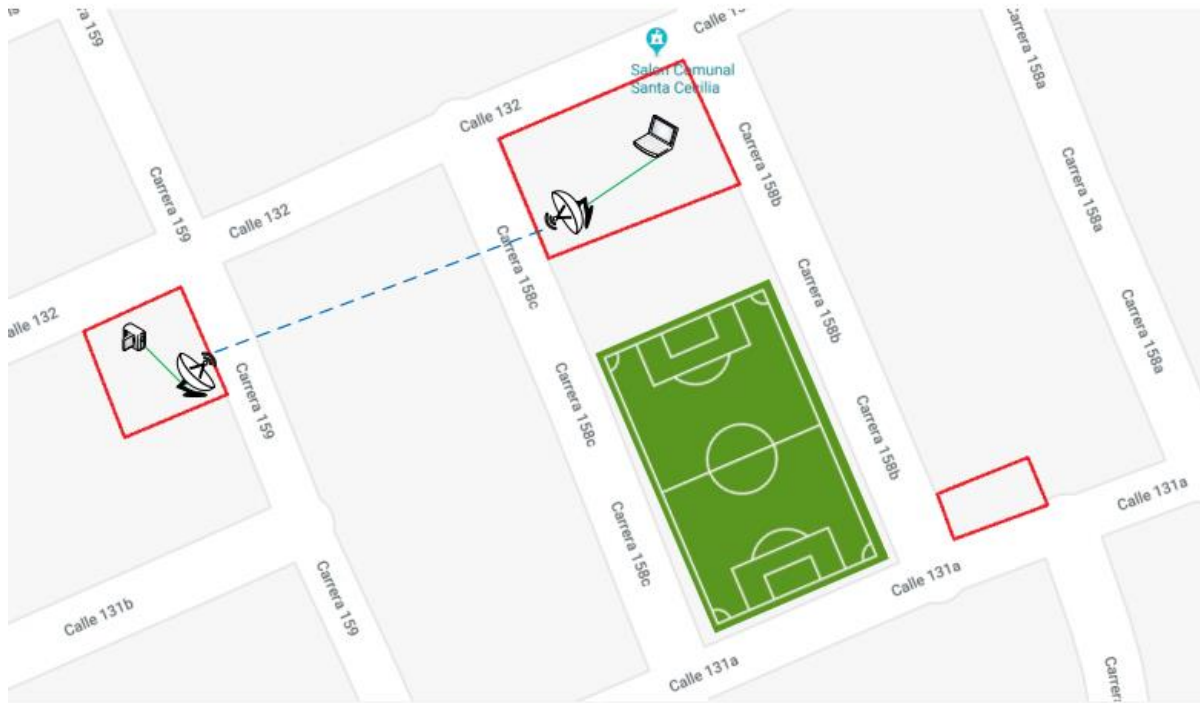 159
Calle
Carrera 158a
Salon Comunal
Santa Cecilia
Calle 132
Carrera 158b
Carrera 158a
Carrera 159
Calle 132
Carrera 158c
Carrera 158b
Carrera 158a
alle 132
Carrera 159
Carrera 158c
Carrera 158b
Calle 131a
Carrera 158c
Calle 131a
Calle 131b
Carrera 159
Calle 131a
Carrer